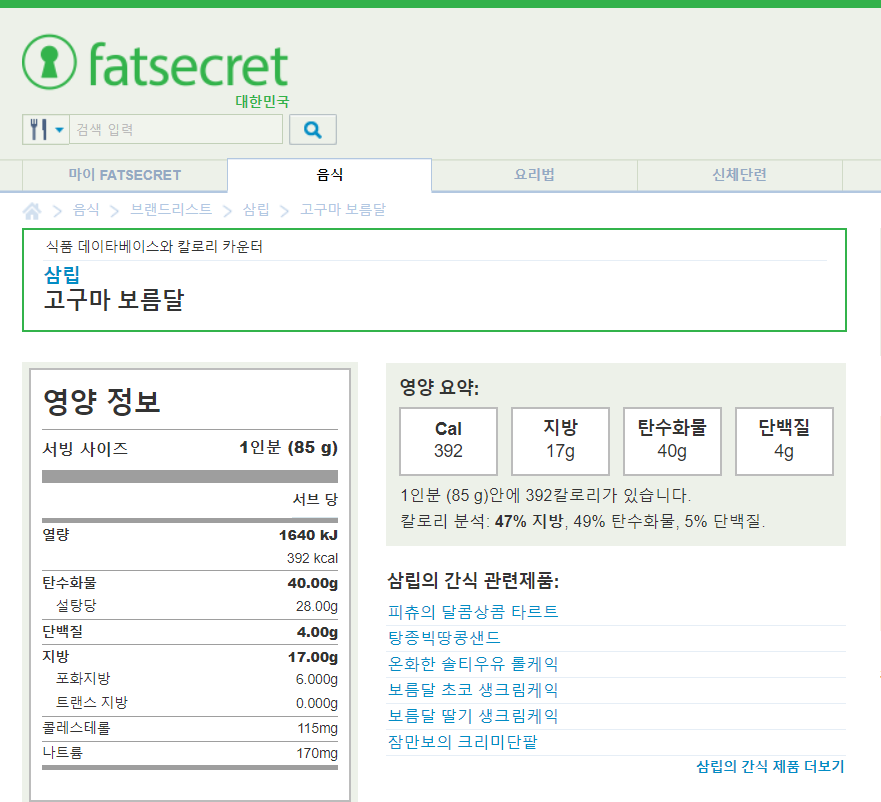 fatsecret
대한민국
검색 입력
마이 FATSECRET
음식
요리법
신체단련
음식 > 브랜드리스트 > 삼립 > 고구마 보름달
식품 데이타베이스와 칼로리 카운터
삼립
고구마 보름달
영양 정보
서빙 사이즈 1인분 (85 g)
서브 당
열량 1640 kJ
392 kcal
탄수화물 40.00g
설탕당 28.00g
단백질 4.00g
지방 17.00g
포화지방 6.000g
트랜스 지방 0.000g
콜레스테롤 115mg
나트륨 170mg
영양 요약:
Cal 지방 탄수화물 단백질
392 17g 40g 4g
1인분 (85 g)안에 392칼로리가 있습니다.
칼로리 분석: 47% 지방, 49% 탄수화물, 5% 단백질.
삼립의 간식 관련제품:
피츄의 달콤상콤 타르트
탕종빅땅콩샌드
온화한 솔티우유 롤케익
보름달 초코 생크림케익
보름달 딸기 생크림케익
잠만보의 크리미단팥
삼립의 간식 제품 더보기